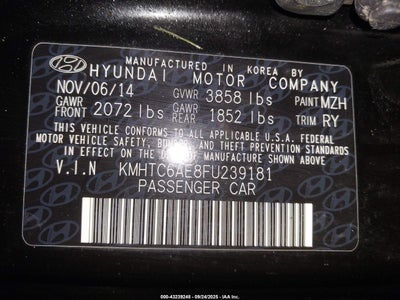 MANUFACTURED IN KOREA BY
HYUNDAI MOTOR COMPANY
NOV/06/14 GVWR 3858 lbs PAINT MZH
GAWR FRONT 2072 lbs GAWR REAR 1852 lbs TRIM RY
THIS VEHICLE CONFORMS TO ALL APPLICABLE U.S.A. FEDERAL
MOTOR VEHICLE SAFETY, BUMPER, AND THEFT PREVENTION STANDARDS
IN EFFECT ON THE DATE OF MANUFACTURE SHOWN ABOVE.
V.I.N KMHTC6AE8FU239181
PASSENGER CAR
000-43239248 - 09/24/2025 - IAA Inc.